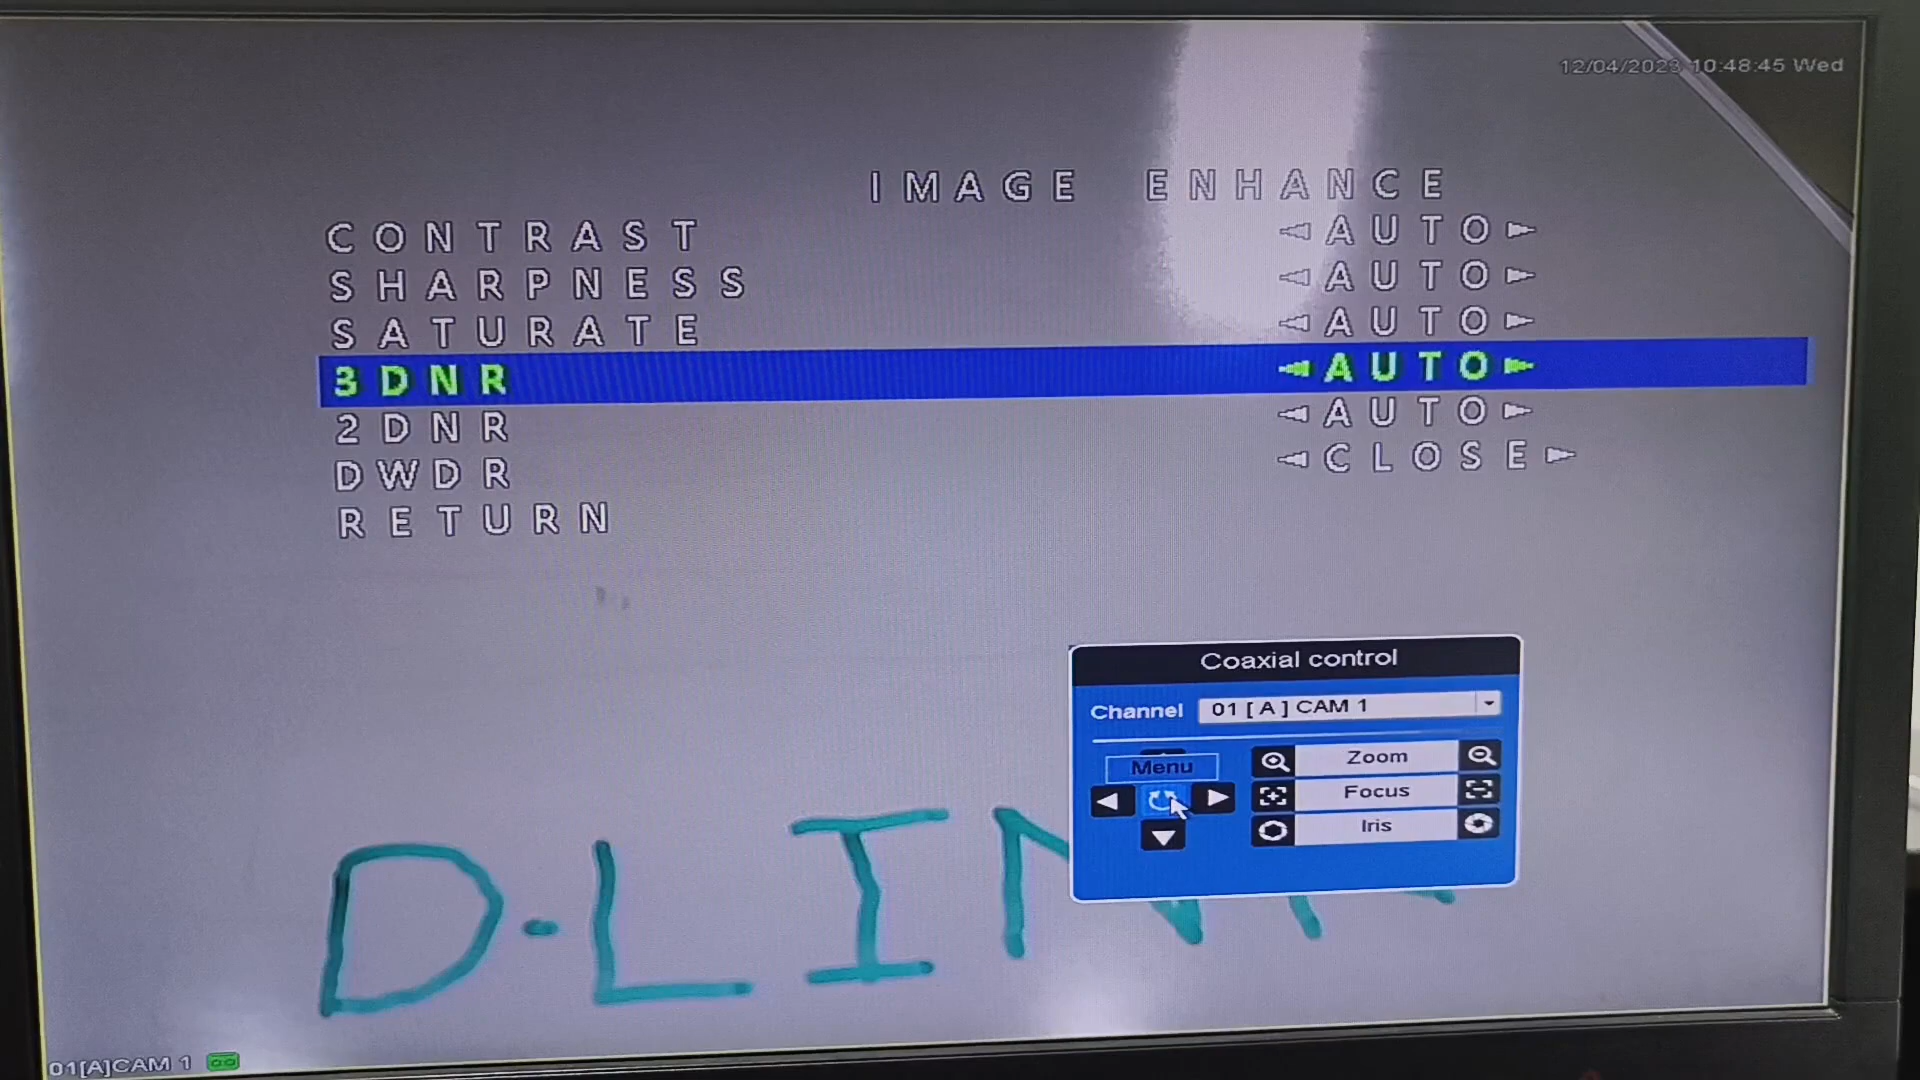 12/04/2023 10:48:45 Wed
IMAGE ENHANCE
CONTRAST AUTO
SHARPNESS AUTO
SATURATE AUTO
3DNR AUTO
2DNR AUTO
DWDR CLOSE
RETURN
Coaxial control
Channel 01 [ A ] CAM 1
Menu
Zoom
Focus
Iris
D-LIN
01[A]CAM 1